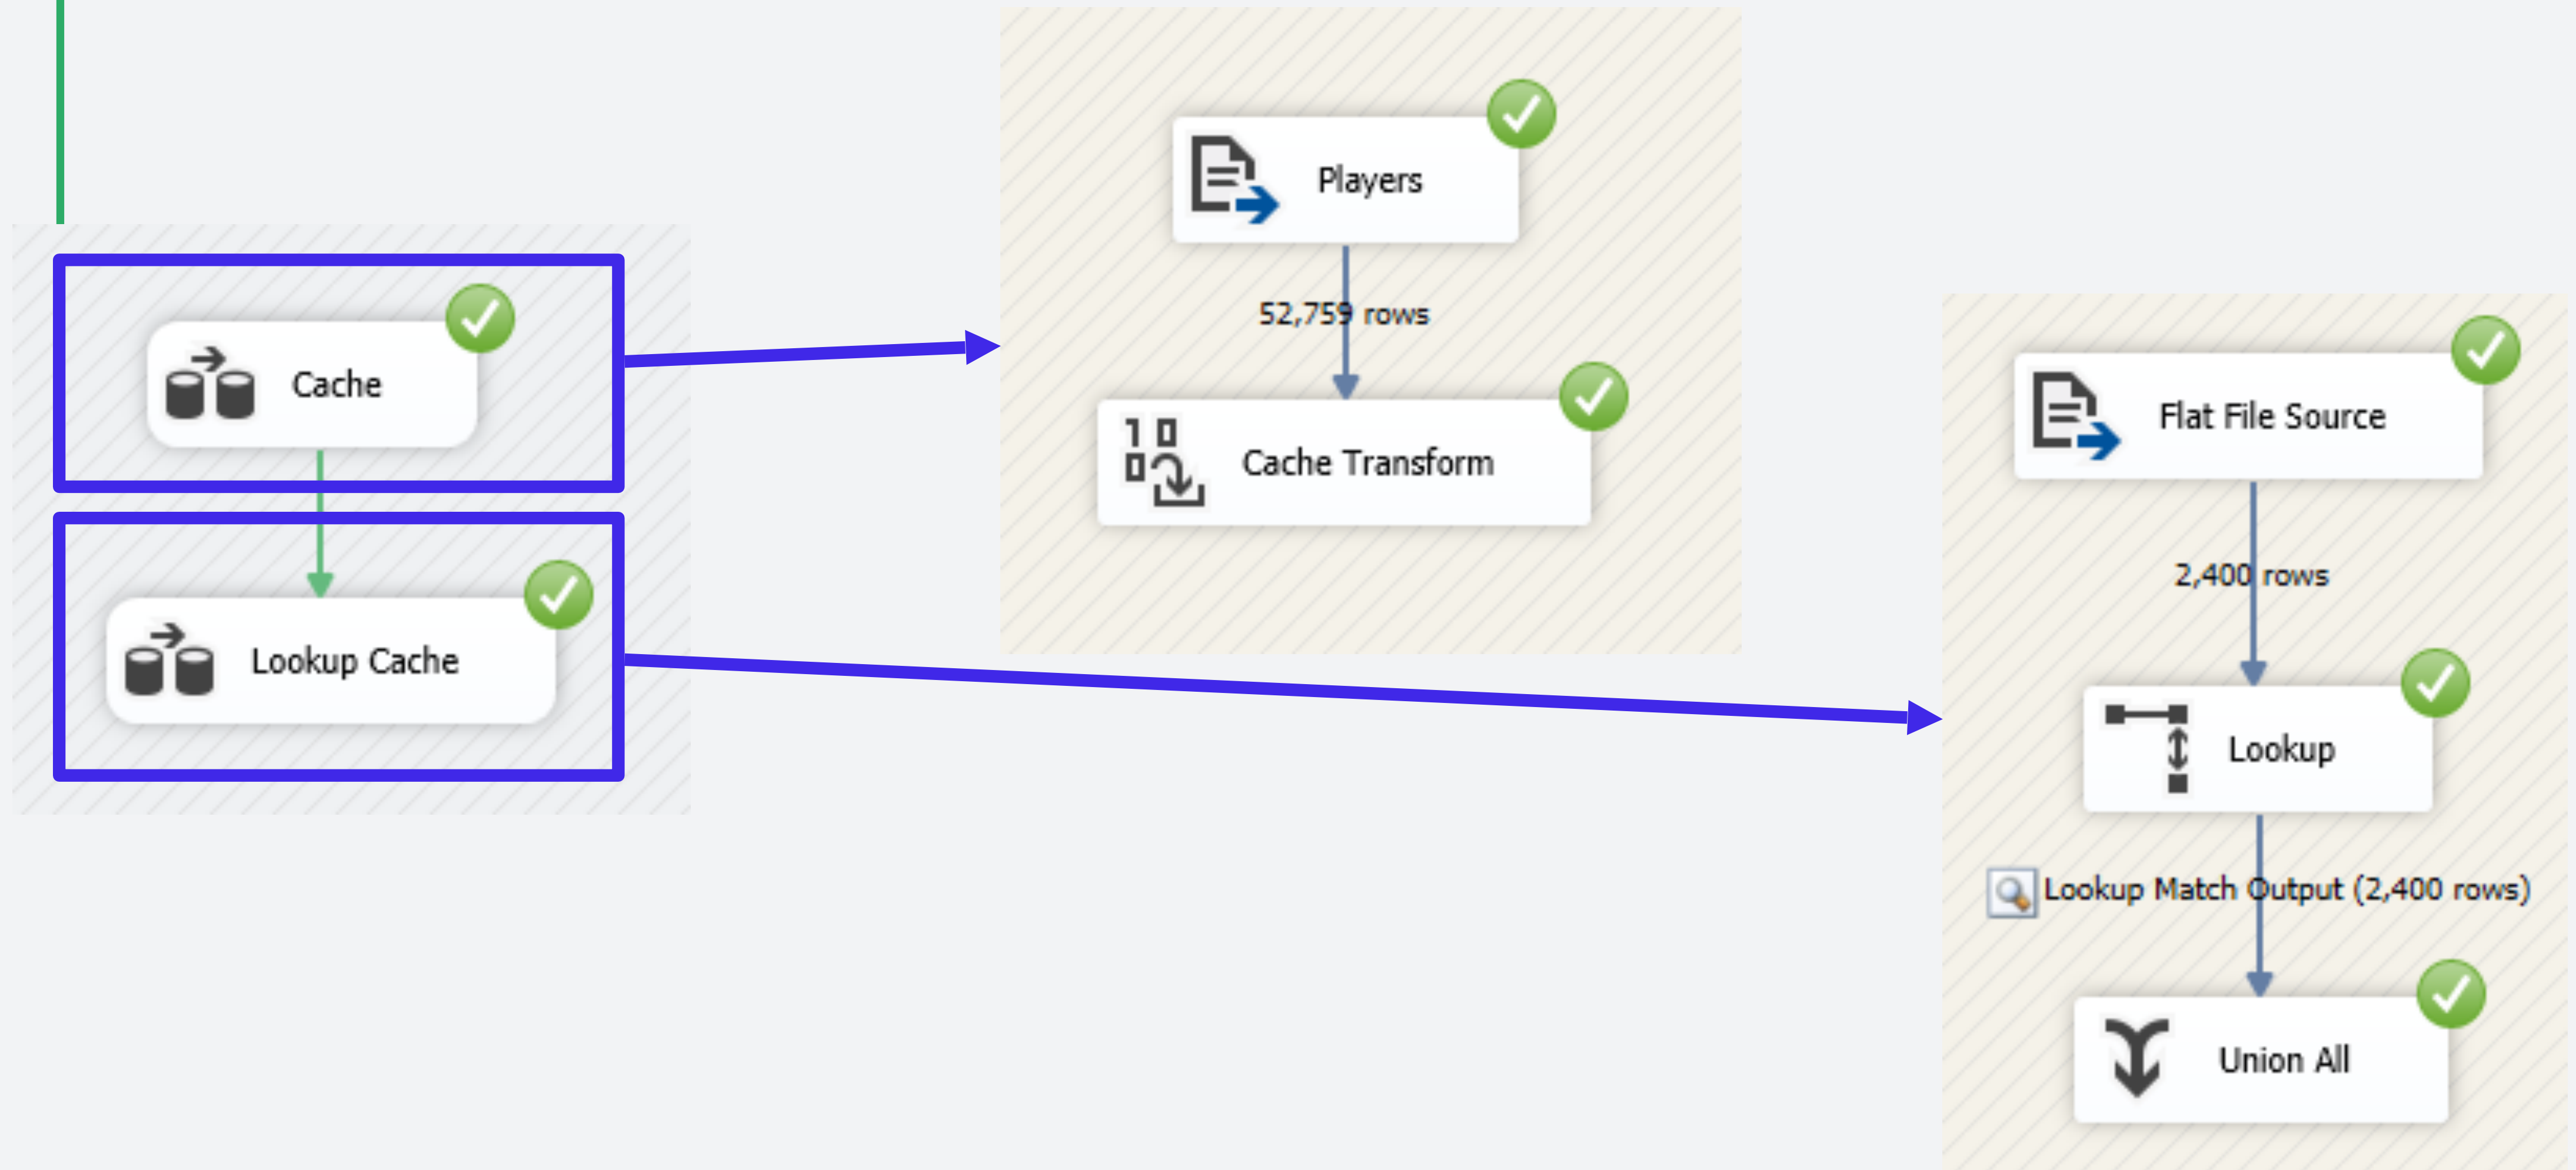 Cache
Lookup Cache
Players
52,759 rows
Cache Transform
Flat File Source
2,400 rows
Lookup
Lookup Match Output (2,400 rows)
Union All